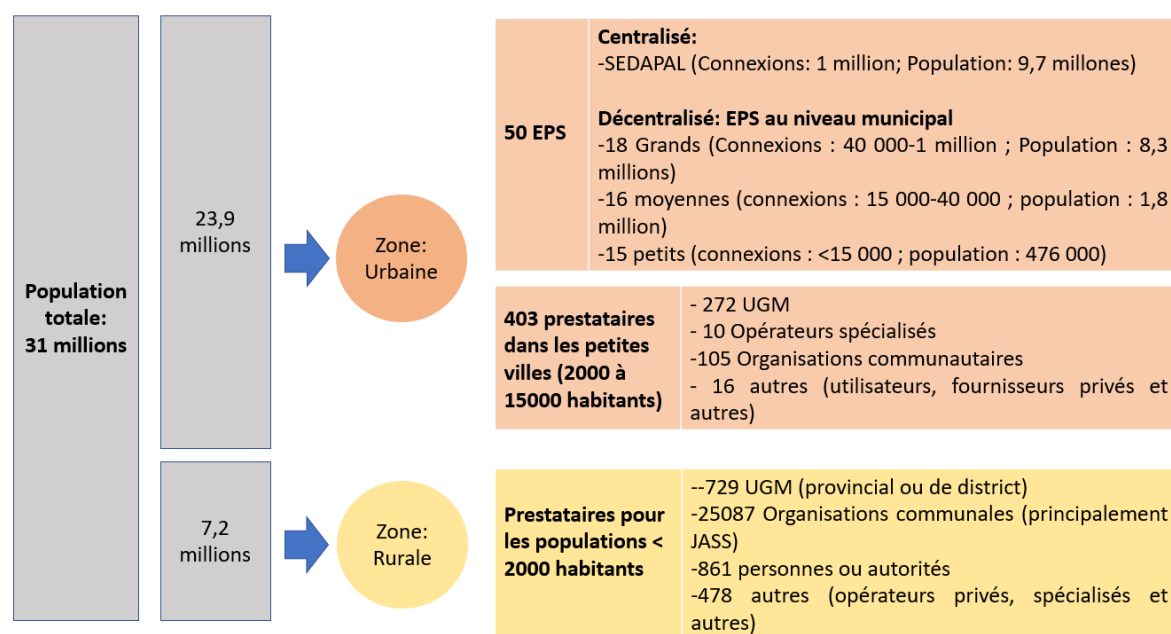 Population
totale:
31 millions
23,9
millions
Zone:
Urbaine
50 EPS
Centralisé:
-SEDAPAL (Connexions: 1 million; Population: 9,7 millones)
Décentralisé: EPS au niveau municipal
-18 Grands (Connexions : 40 000-1 million ; Population : 8,3
millions)
-16 moyennes (connexions : 15 000-40 000 ; population : 1,8
million)
-15 petits (connexions : <15 000 ; population : 476 000)
403 prestataires
dans les petites
villes (2000 à
15000 habitants)
- 272 UGM
- 10 Opérateurs spécialisés
-105 Organisations communautaires
- 16 autres (utilisateurs, fournisseurs privés et
autres)
7,2
millions
Zone:
Rurale
Prestataires pour
les populations <
2000 habitants
--729 UGM (provincial ou de district)
-25087 Organisations communales (principalement
JASS)
-861 personnes ou autorités
-478 autres (opérateurs privés, spécialisés et
autres)